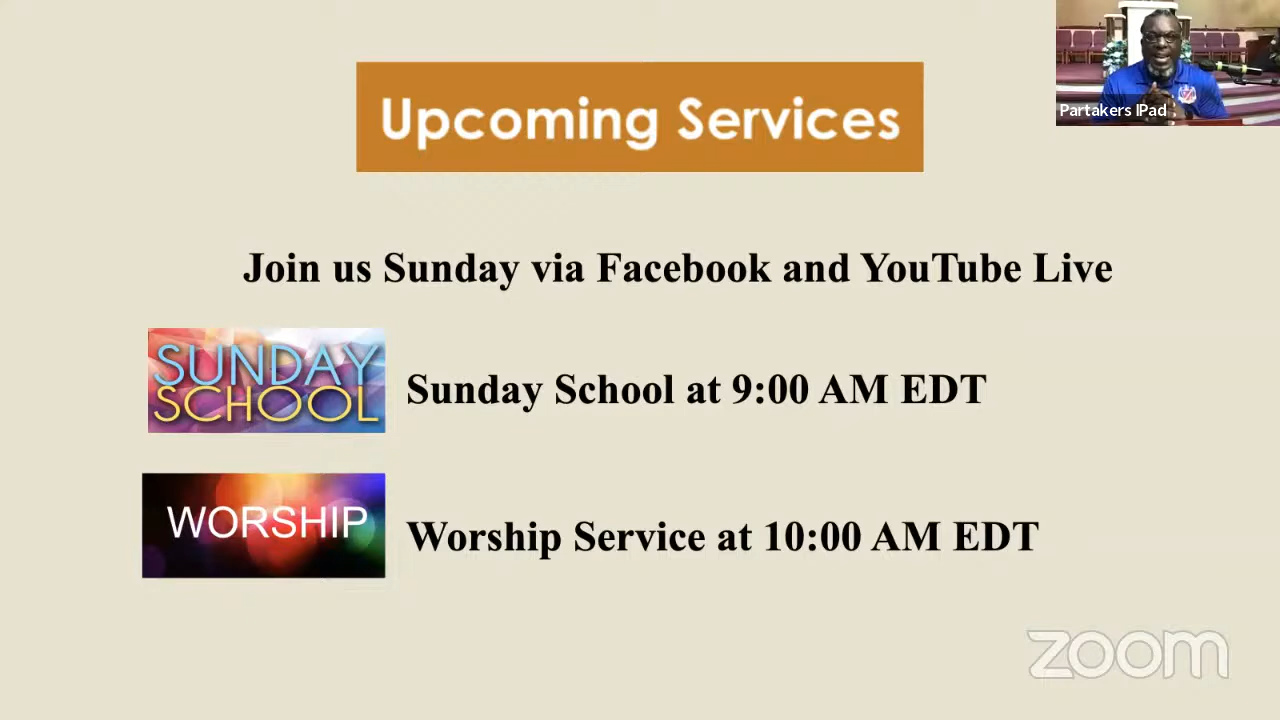 Upcoming Services
Partakers IPad
Join us Sunday via Facebook and YouTube Live
SUNDAY
SCHOOL
Sunday School at 9:00 AM EDT
WORSHIP
Worship Service at 10:00 AM EDT
zoom